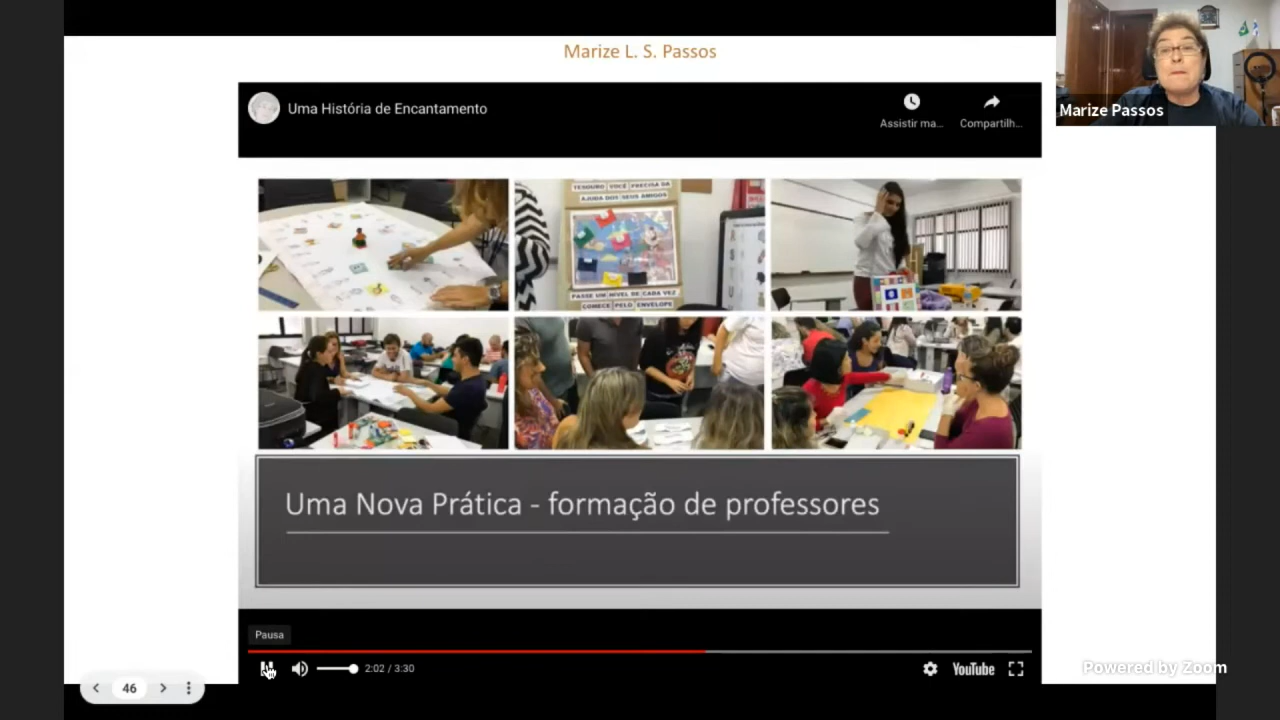 Marize L. S. Passos
Marize Passos
Uma História de Encantamento
Assistir ma...
Compartilh...
TESOURO VOCÊ PRECISA DA
AJUDA DOS SEUS AMIGOS
PASSE UM NÍVEL DE CADA VEZ
COMECE PELO ENVELOPE
Uma Nova Prática - formação de professores
Pausa
2:02 / 3:30
YouTube
46
Powered by Zoom